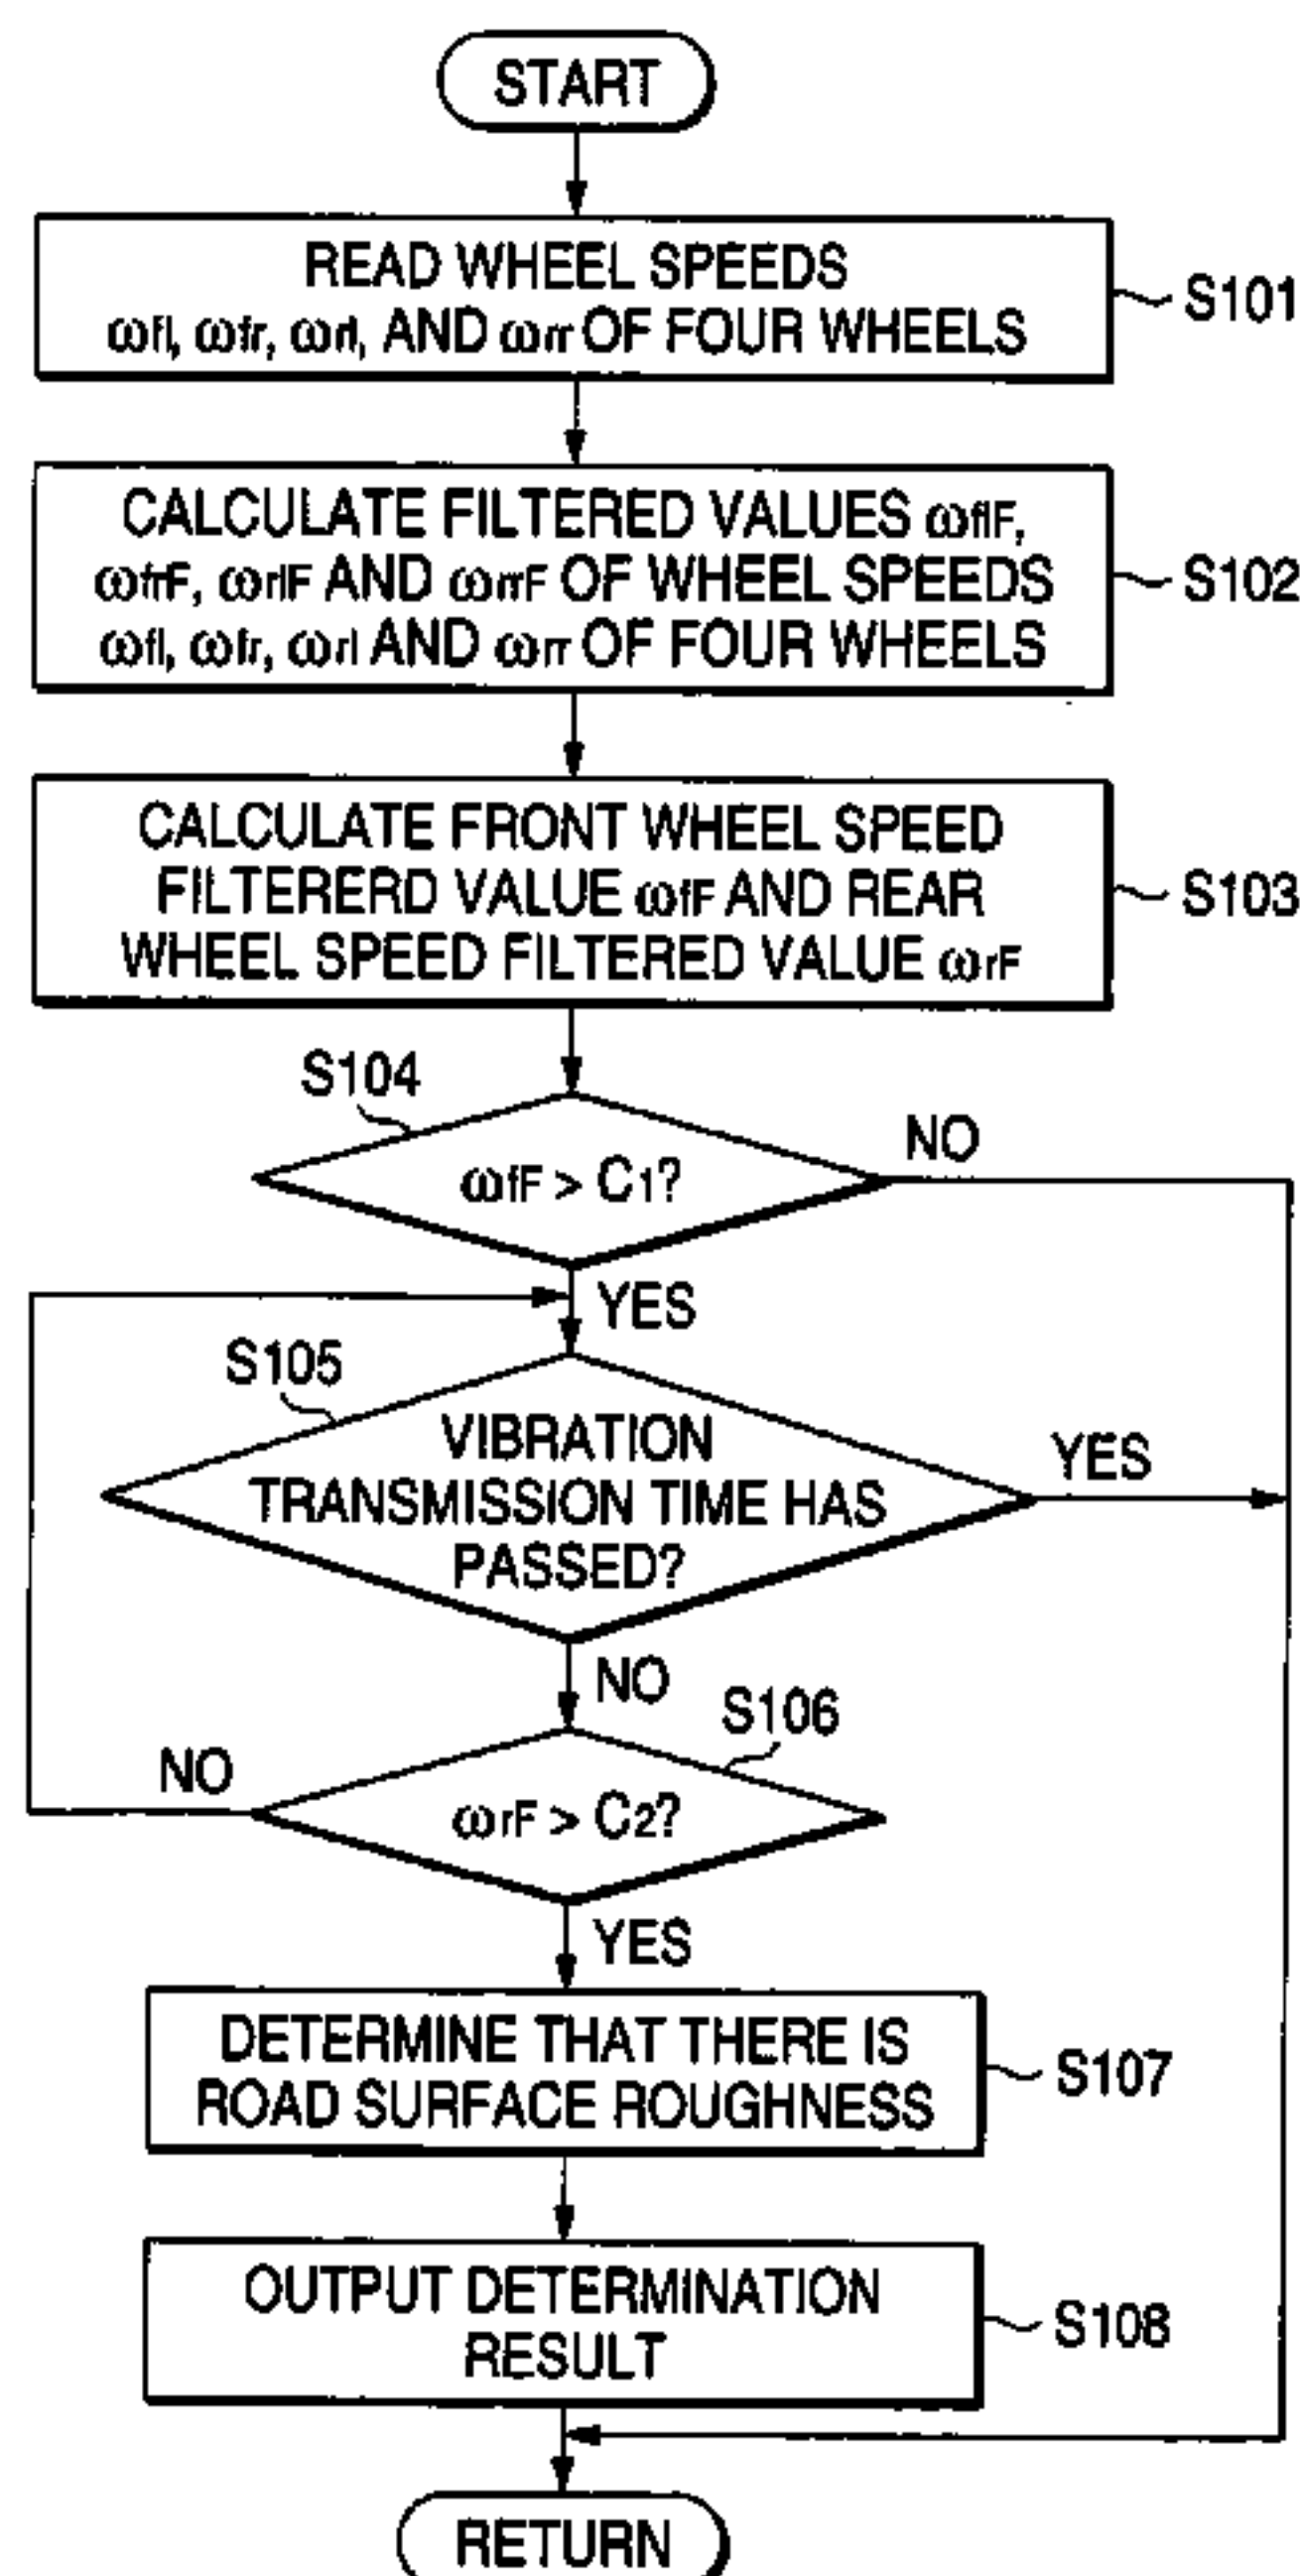 START
READ WHEEL SPEEDS
ωfl, ωfr, ωrl, AND ωrr OF FOUR WHEELS
S101
CALCULATE FILTERED VALUES ωflF,
ωfrF, ωrlF AND ωrrF OF WHEEL SPEEDS
ωfl, ωfr, ωrl AND ωrr OF FOUR WHEELS
S102
CALCULATE FRONT WHEEL SPEED
FILTERERD VALUE ωfF AND REAR
WHEEL SPEED FILTERED VALUE ωrF
S103
S104
ωfF > C1?
NO
YES
S105
VIBRATION
TRANSMISSION TIME HAS
PASSED?
YES
NO
S106
ωrF > C2?
NO
YES
DETERMINE THAT THERE IS
ROAD SURFACE ROUGHNESS
S107
OUTPUT DETERMINATION
RESULT
S108
RETURN